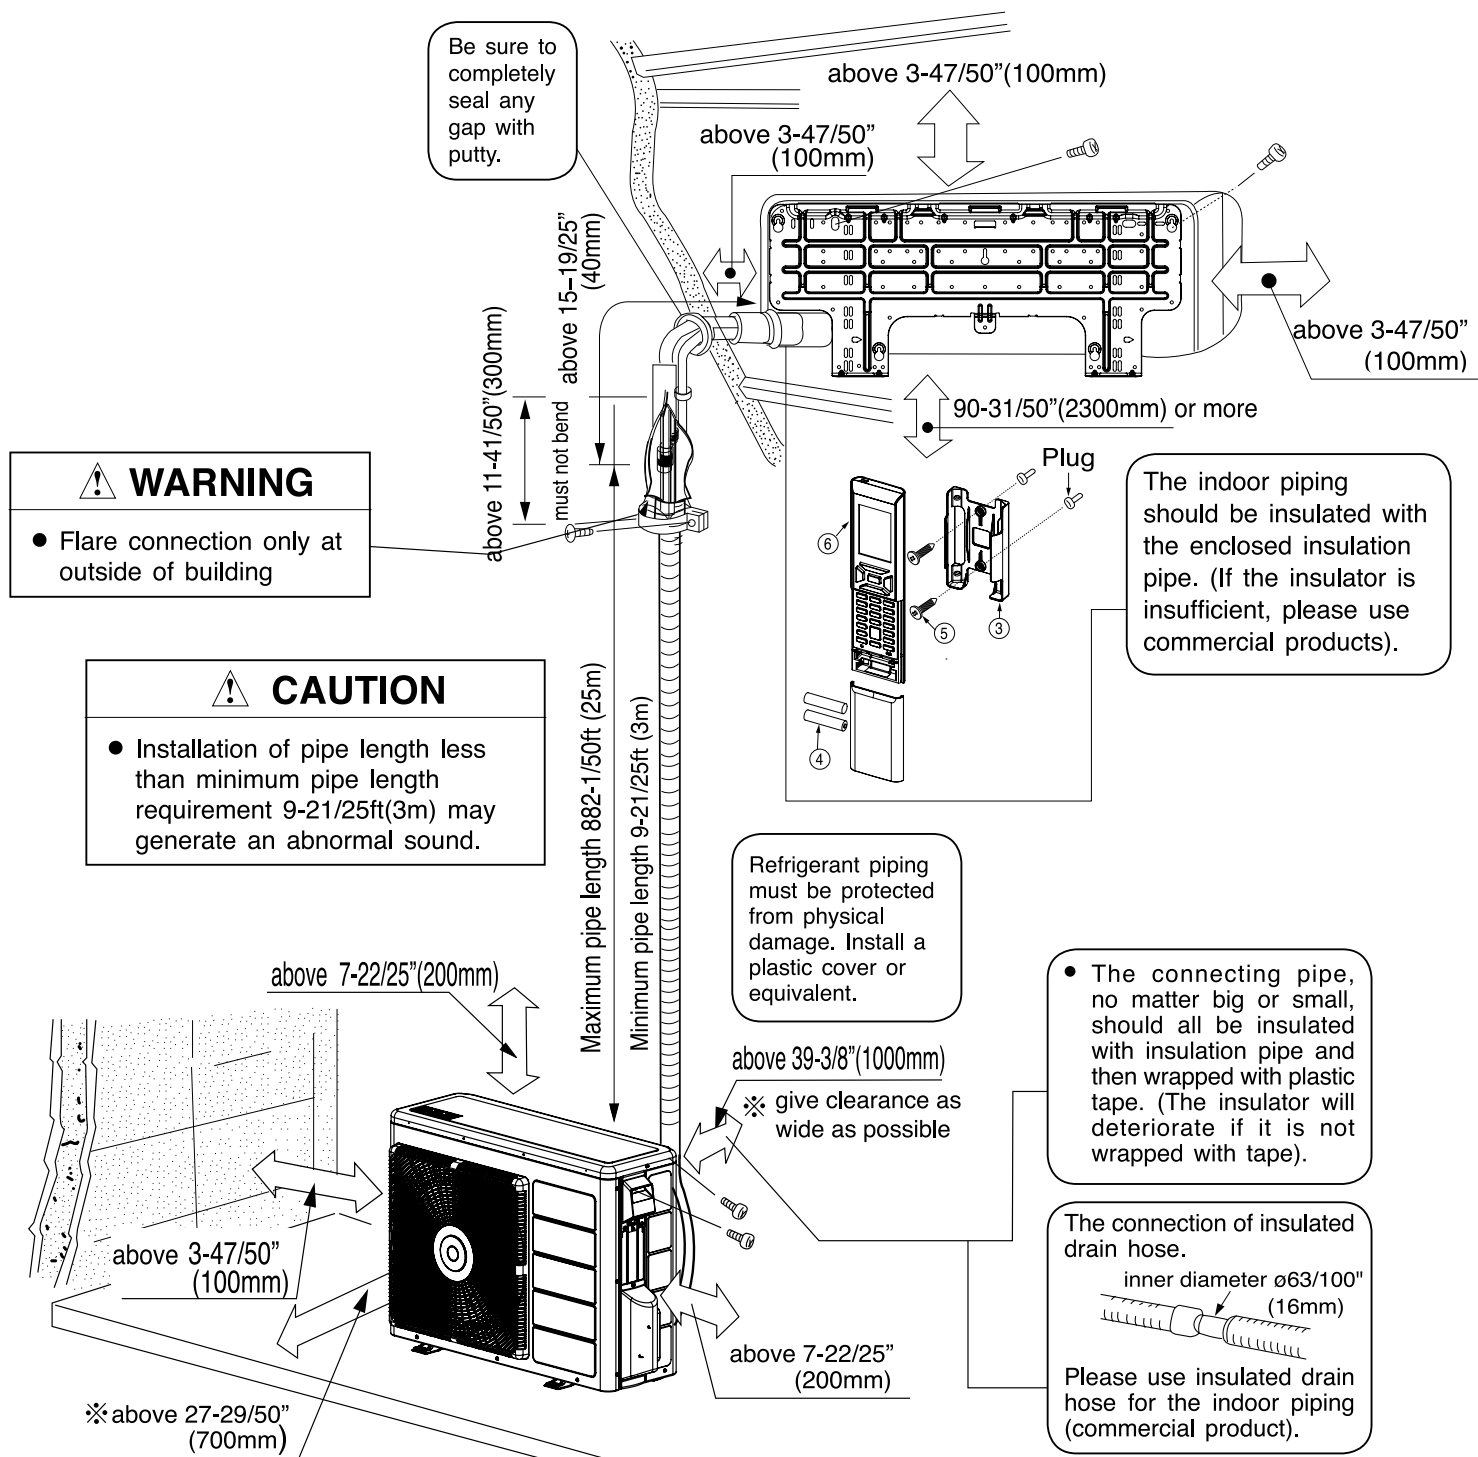 Be sure to
completely
seal any
gap with
putty.
above 3-47/50”(100mm)
above 3-47/50”
(100mm)
above 3-47/50”
(100mm)
above 15–19/25”
(40mm)
above 11-41/50”(300mm)
must not bend
90-31/50”(2300mm) or more
Plug
⚠ WARNING
● Flare connection only at
outside of building
The indoor piping
should be insulated with
the enclosed insulation
pipe. (If the insulator is
insufficient, please use
commercial products).
6
5
3
4
⚠ CAUTION
● Installation of pipe length less
than minimum pipe length
requirement 9-21/25ft(3m) may
generate an abnormal sound.
Maximum pipe length 882-1/50ft (25m)
Minimum pipe length 9-21/25ft (3m)
Refrigerant piping
must be protected
from physical
damage. Install a
plastic cover or
equivalent.
above 7-22/25”(200mm)
above 39-3/8”(1000mm)
※ give clearance as
wide as possible
● The connecting pipe,
no matter big or small,
should all be insulated
with insulation pipe and
then wrapped with plastic
tape. (The insulator will
deteriorate if it is not
wrapped with tape).
above 3-47/50”
(100mm)
The connection of insulated
drain hose.
inner diameter ø63/100"
(16mm)
Please use insulated drain
hose for the indoor piping
(commercial product).
above 7-22/25”
(200mm)
※ above 27-29/50”
(700mm)